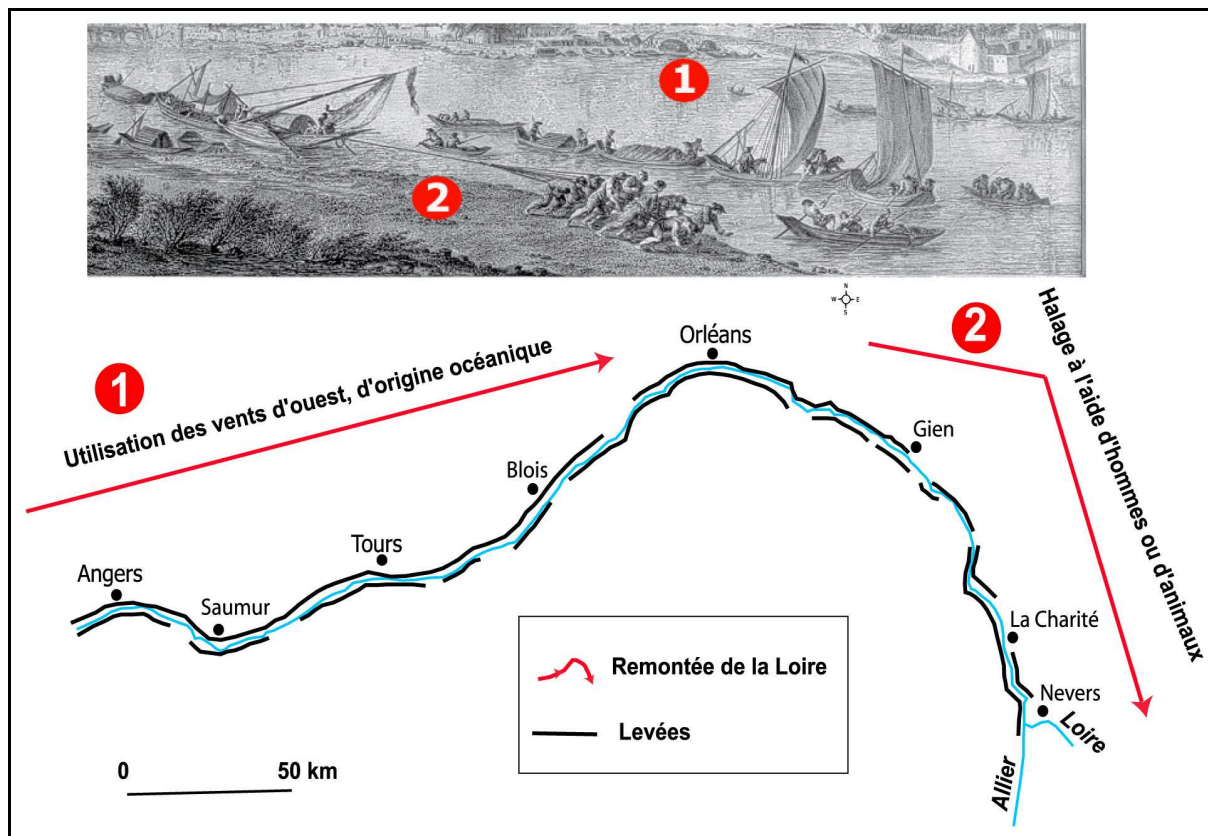 1
2
N
W E
S
1
Utilisation des vents d'ouest, d'origine océanique
2
Halage à l'aide d'hommes ou d'animaux
Orléans
Gien
Blois
Tours
Angers
Saumur
La Charité
Nevers
Loire
Allier
Remontée de la Loire
Levées
0 50 km